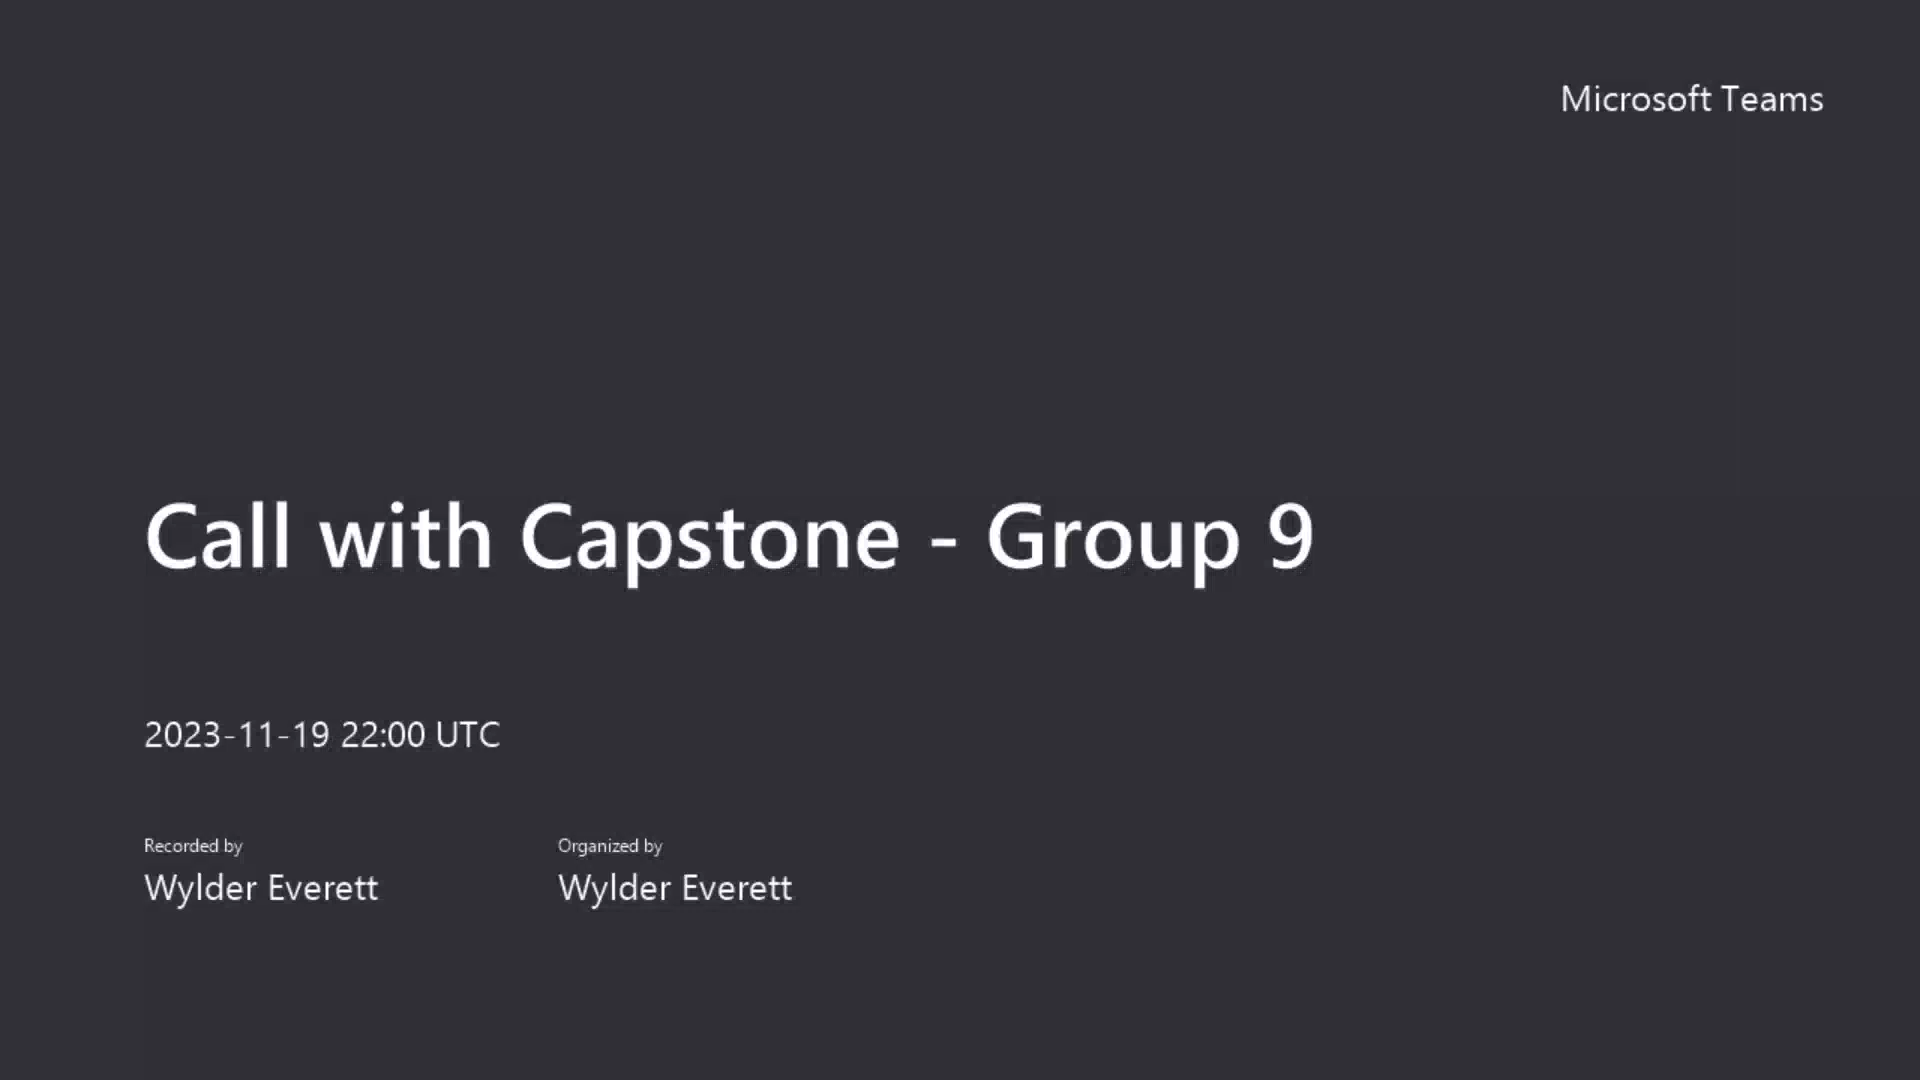 Microsoft Teams
Call with Capstone - Group 9
2023-11-19 22:00 UTC
Recorded by
Wylder Everett
Organized by
Wylder Everett